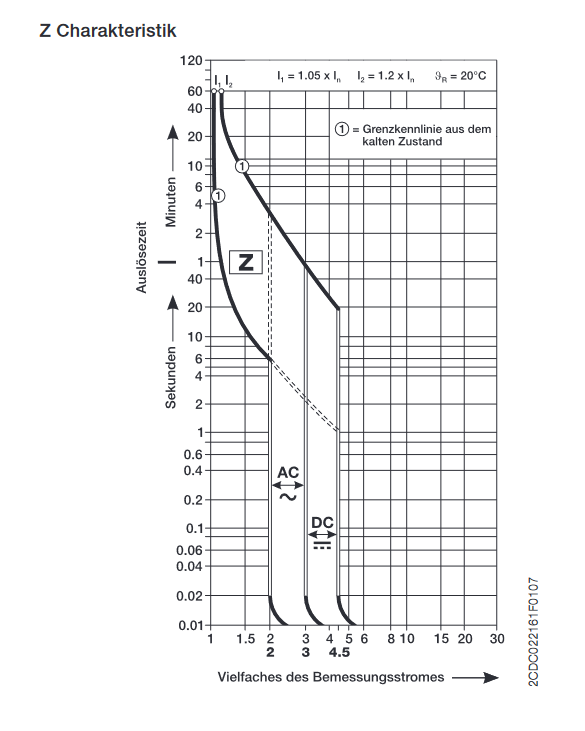 Z Charakteristik
120
I₁ I₂
I₁ = 1.05 x Iₙ I₂ = 1.2 x Iₙ ϑR = 20°C
60
40
① = Grenzkennlinie aus dem
kalten Zustand
20
10
6
4
2
1
40
20
10
6
4
2
1
0.6
0.4
0.2
0.1
0.06
0.04
0.02
0.01
Auslösezeit
Minuten
Sekunden
1
1
Z
AC
DC
1 1.5 2 3 4 5 6 8 10 15 20 30
2 3 4.5
Vielfaches des Bemessungsstromes
2CDC022161F0107